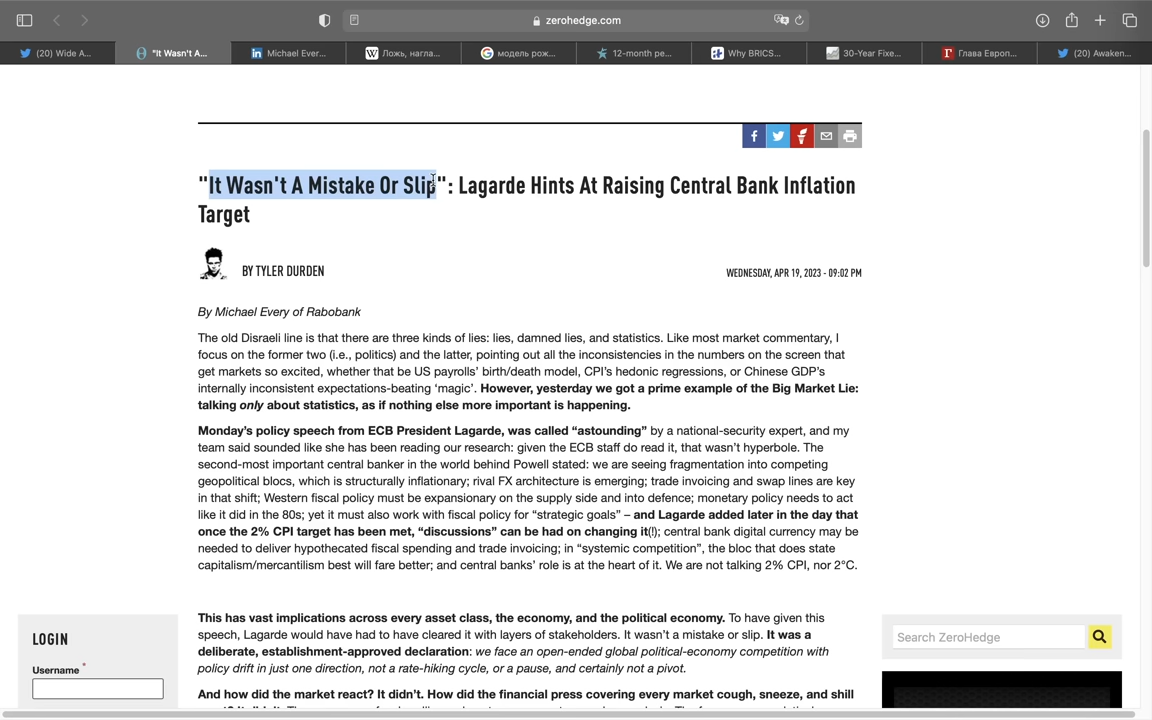 zerohedge.com
(20) Wide A...
"It Wasn't A...
Michael Ever...
Ложь, нагла...
модель рож...
12-month pe...
Why BRICS...
30-Year Fixe...
Глава Европ...
(20) Awaken...
"It Wasn't A Mistake Or Slip": Lagarde Hints At Raising Central Bank Inflation
Target
BY TYLER DURDEN
WEDNESDAY, APR 19, 2023 - 09:02 PM
By Michael Every of Rabobank
The old Disraeli line is that there are three kinds of lies: lies, damned lies, and statistics. Like most market commentary, I
focus on the former two (i.e., politics) and the latter, pointing out all the inconsistencies in the numbers on the screen that
get markets so excited, whether that be US payrolls' birth/death model, CPI's hedonic regressions, or Chinese GDP's
internally inconsistent expectations-beating ‘magic’. However, yesterday we got a prime example of the Big Market Lie:
talking only about statistics, as if nothing else more important is happening.
Monday's policy speech from ECB President Lagarde, was called “astounding” by a national-security expert, and my
team said sounded like she has been reading our research: given the ECB staff do read it, that wasn't hyperbole. The
second-most important central banker in the world behind Powell stated: we are seeing fragmentation into competing
geopolitical blocs, which is structurally inflationary; rival FX architecture is emerging; trade invoicing and swap lines are key
in that shift; Western fiscal policy must be expansionary on the supply side and into defence; monetary policy needs to act
like it did in the 80s; yet it must also work with fiscal policy for “strategic goals” – and Lagarde added later in the day that
once the 2% CPI target has been met, “discussions” can be had on changing it(!); central bank digital currency may be
needed to deliver hypothecated fiscal spending and trade invoicing; in “systemic competition”, the bloc that does state
capitalism/mercantilism best will fare better; and central banks' role is at the heart of it. We are not talking 2% CPI, nor 2°C.
This has vast implications across every asset class, the economy, and the political economy. To have given this
speech, Lagarde would have had to have cleared it with layers of stakeholders. It wasn't a mistake or slip. It was a
deliberate, establishment-approved declaration: we face an open-ended global political-economy competition with
policy drift in just one direction, not a rate-hiking cycle, or a pause, and certainly not a pivot.
And how did the market react? It didn't. How did the financial press covering every market cough, sneeze, and shill
LOGIN
Username *
Search ZeroHedge